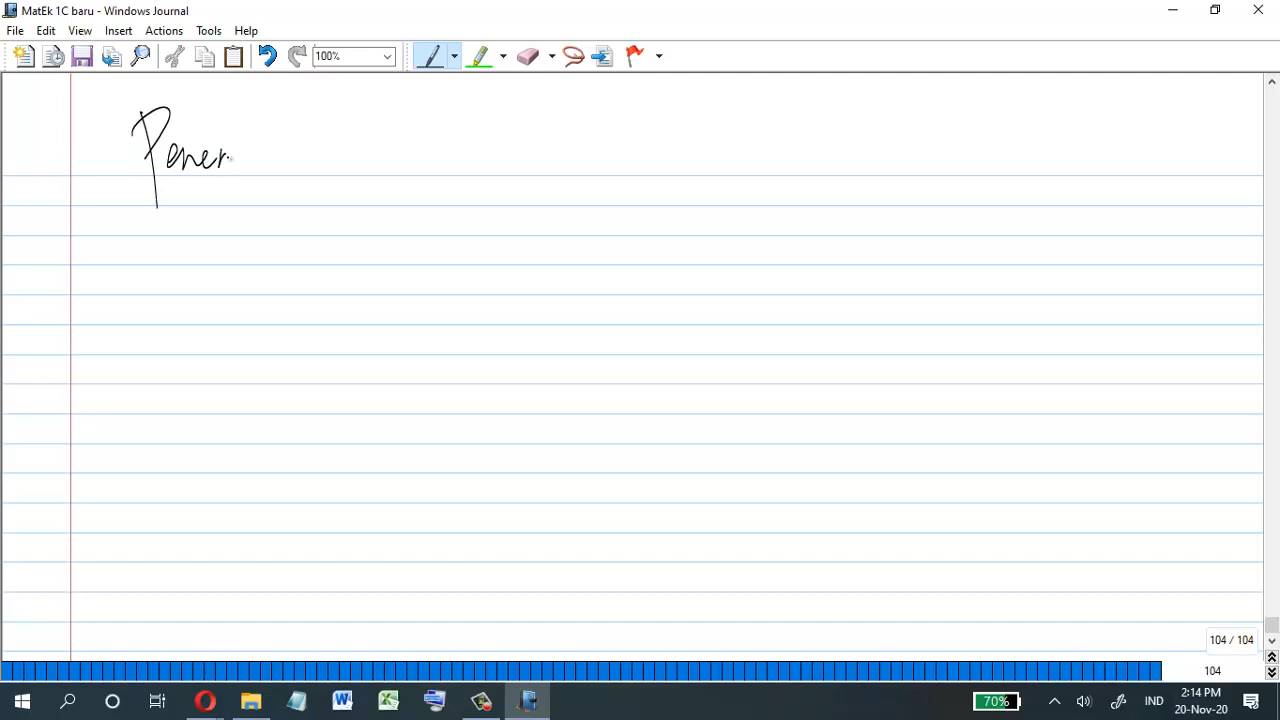 MatEk 1C baru - Windows Journal
File Edit View Insert Actions Tools Help
100%
Pener
104 / 104
104
70% IND 2:14 PM
20-Nov-20